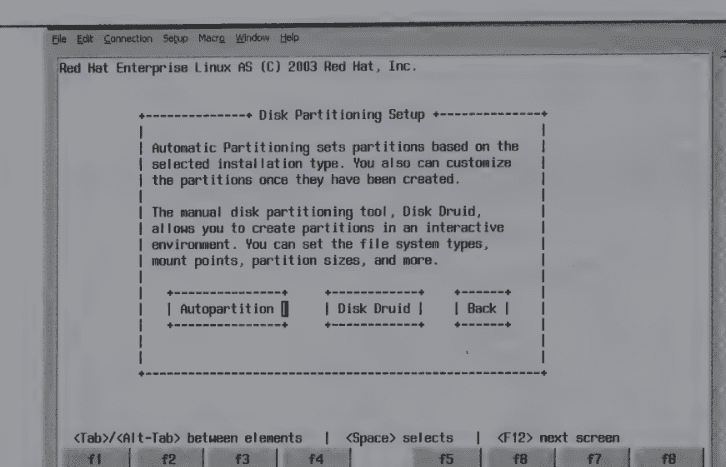 File Edit Connection Setup Macro Window Help
Red Hat Enterprise Linux AS (C) 2003 Red Hat, Inc.
Disk Partitioning Setup
Automatic Partitioning sets partitions based on the
selected installation type. You also can customize
the partitions once they have been created.
The manual disk partitioning tool, Disk Druid,
allows you to create partitions in an interactive
environment. You can set the file system types,
mount points, partition sizes, and more.
Autopartition Disk Druid Back
<Tab>/<Alt-Tab> between elements | <Space> selects | <F12> next screen
f1 f2 f3 f4 f5 f6 f7 f8